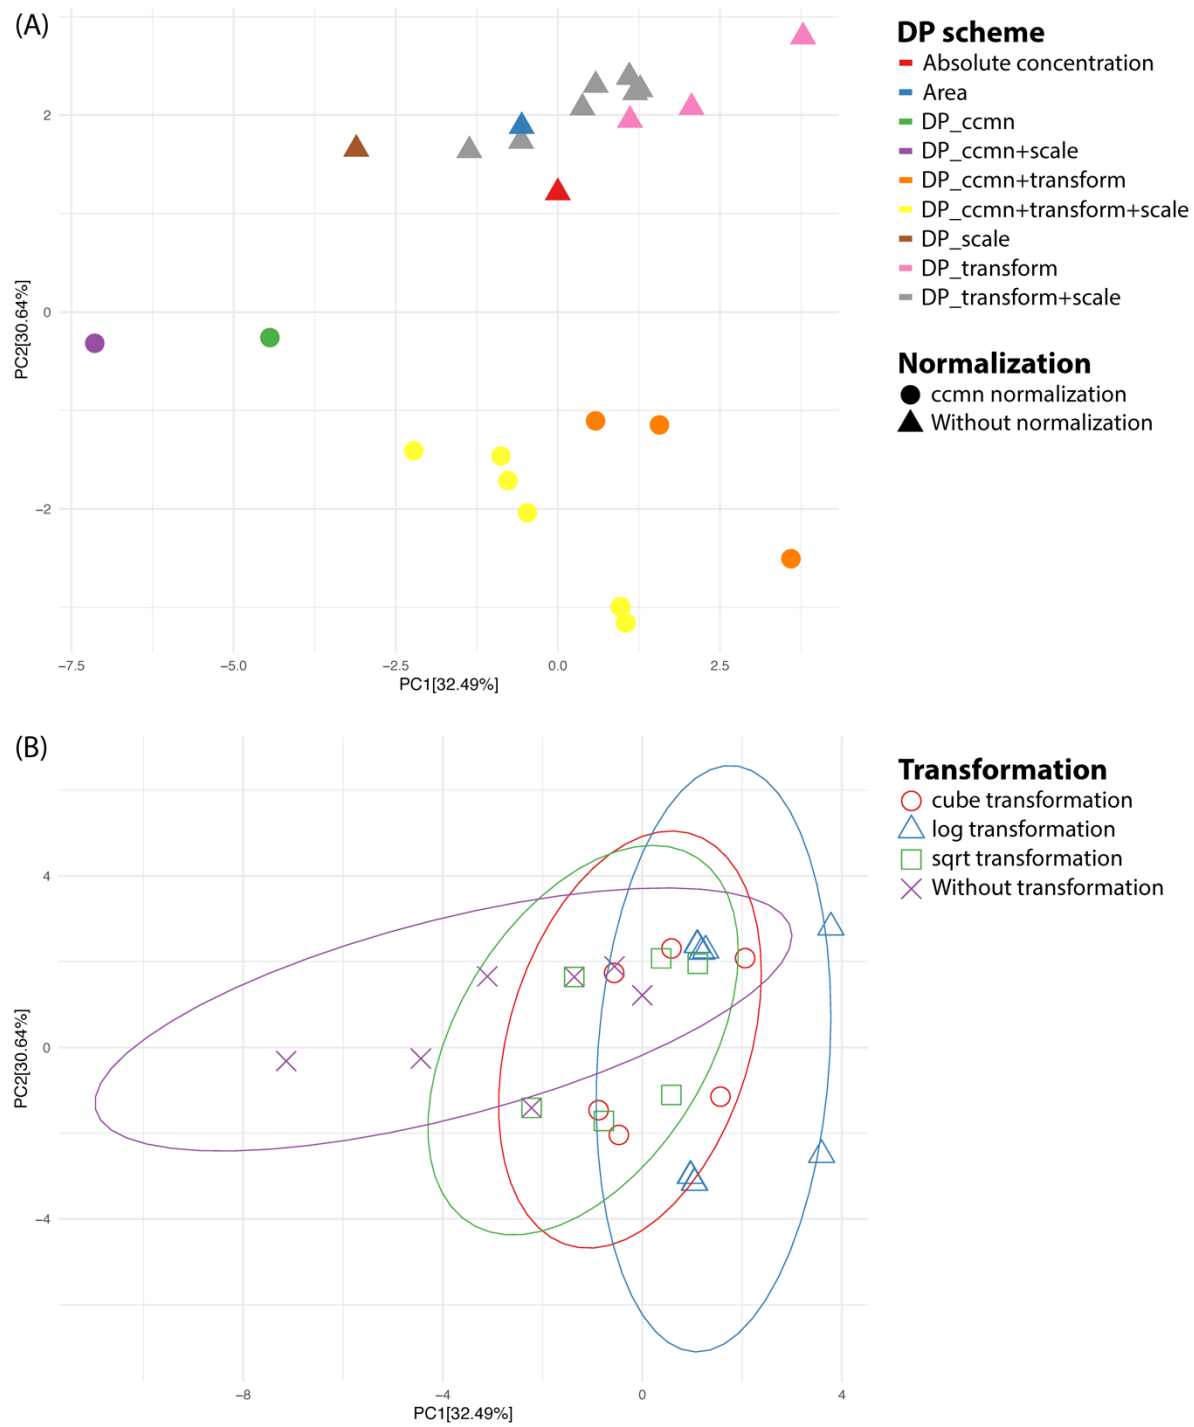 (A)
DP scheme
Absolute concentration
Area
DP_ccmn
DP_ccmn+scale
DP_ccmn+transform
DP_ccmn+transform+scale
DP_scale
DP_transform
DP_transform+scale
Normalization
ccmn normalization
Without normalization
2
0
−2
PC2[30.64%]
−7.5 −5.0 −2.5 0.0 2.5
PC1[32.49%]
(B)
Transformation
cube transformation
log transformation
sqrt transformation
Without transformation
4
0
−4
PC2[30.64%]
−8 −4 0 4
PC1[32.49%]